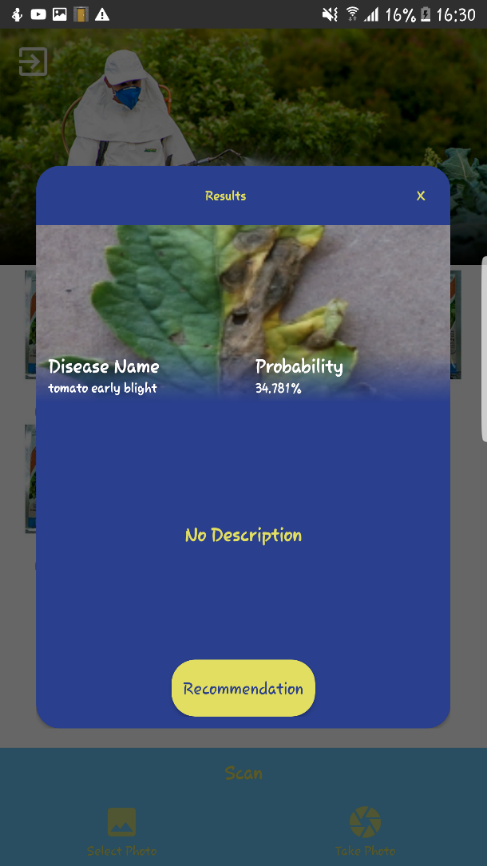 16% 16:30
Results X
Disease Name Probability
tomato early blight 34.781%
No Description
Recommendation
Scan
Select Photo Take Photo